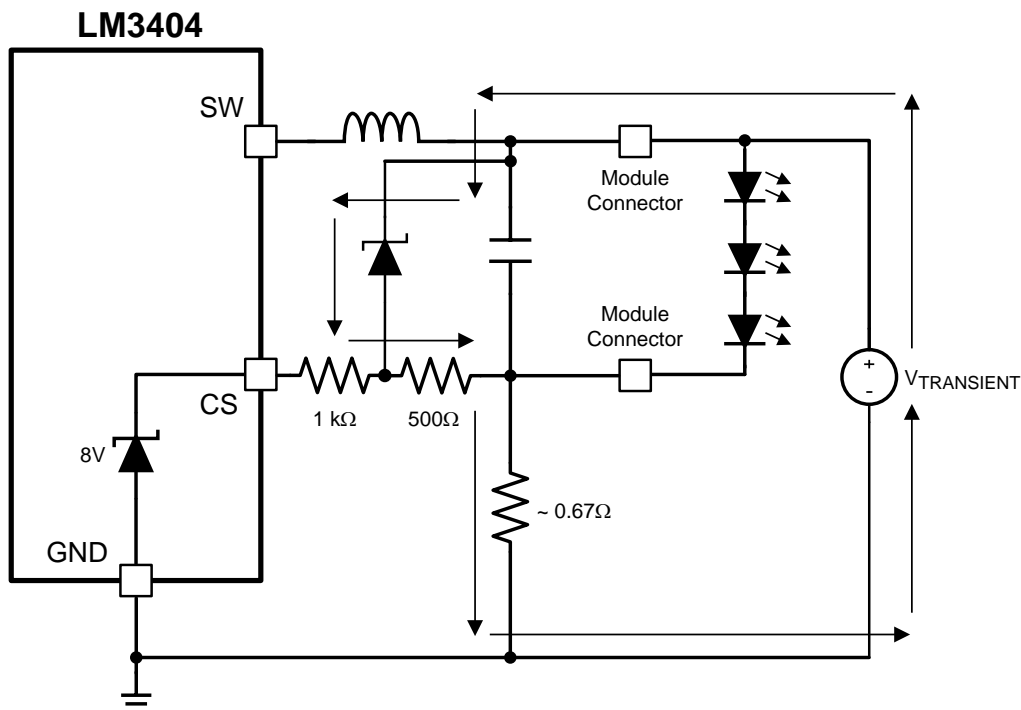 LM3404
SW
Module
Connector
Module
Connector
+
-
VTRANSIENT
CS
1 kΩ
500Ω
8V
~ 0.67Ω
GND